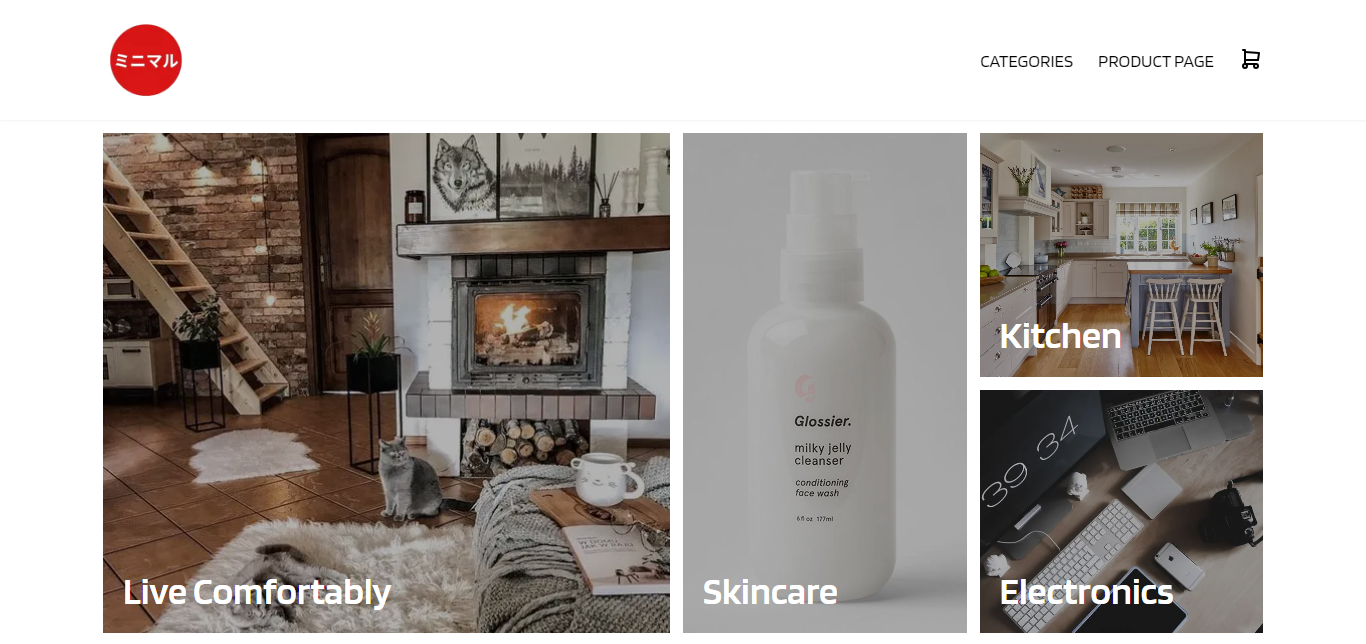 ミニマル
CATEGORIES PRODUCT PAGE
Live Comfortably
Glossier.
milky jelly
cleanser
conditioning
face wash
6 fl oz 177ml
Skincare
Kitchen
39 34
Electronics